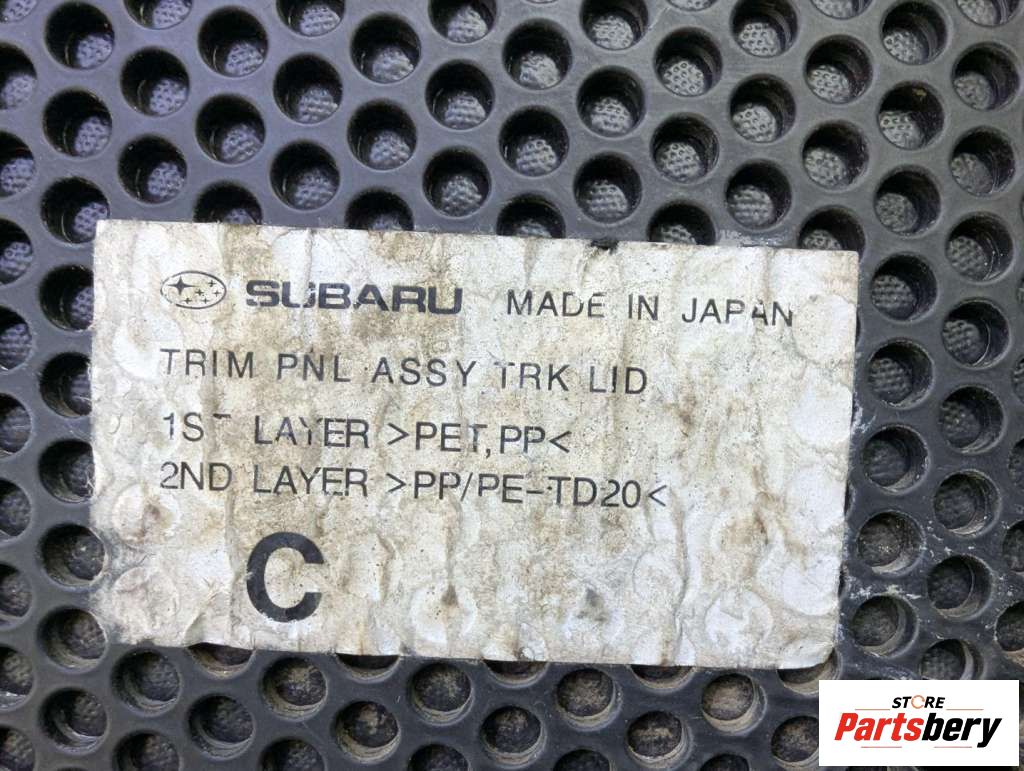 SUBARU MADE IN JAPAN
TRIM PNL ASSY TRK LID
1ST LAYER >PET,PP<
2ND LAYER >PP/PE-TD20<
C
STORE
Partsbery